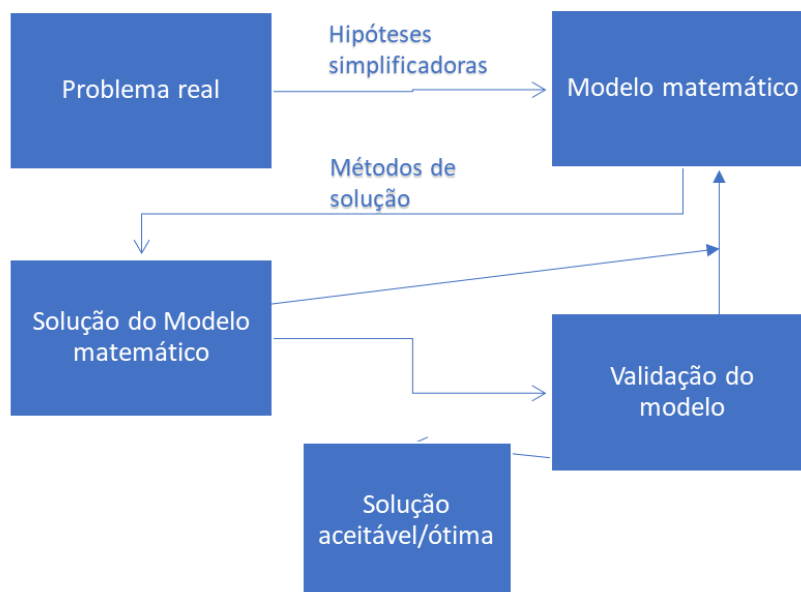 Problema real
Hipóteses
simplificadoras
Modelo matemático
Métodos de
solução
Solução do Modelo
matemático
Validação do
modelo
Solução
aceitável/ótima